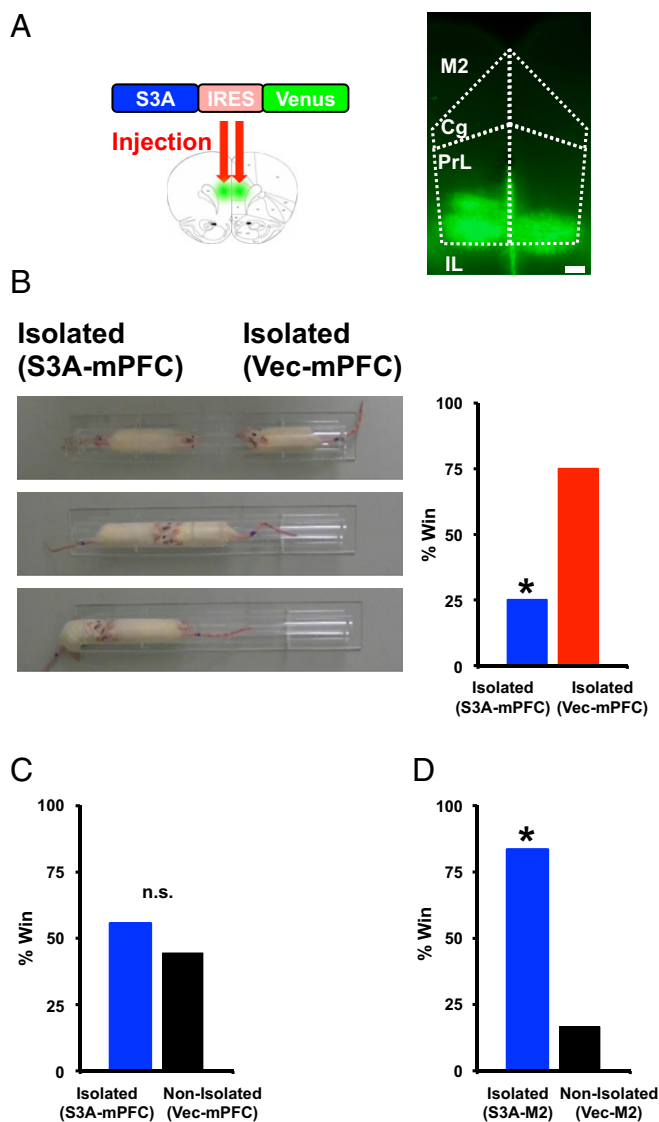 A
S3A IRES Venus
Injection
M2
Cg
PrL
IL
B
Isolated
(S3A-mPFC)
Isolated
(Vec-mPFC)
% Win
100
75
50
25
0
*
Isolated
(S3A-mPFC)
Isolated
(Vec-mPFC)
C
% Win
100
75
50
25
0
n.s.
Isolated
(S3A-mPFC)
Non-Isolated
(Vec-mPFC)
D
% Win
100
75
50
25
0
*
Isolated
(S3A-M2)
Non-Isolated
(Vec-M2)